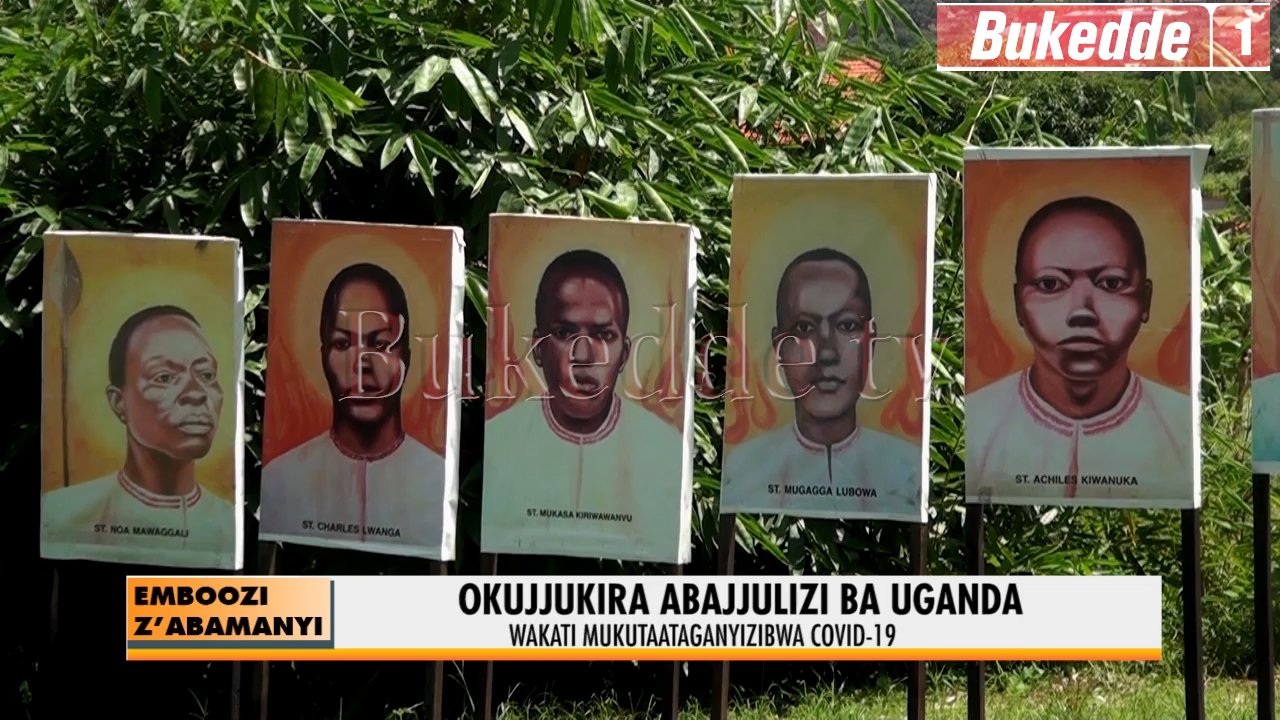 Bukedde 1
Bukedde tv
ST. NOA MAWAGGALI
ST. CHARLES LWANGA
ST. MUKASA KIRIWAWANVU
ST. MUGAGGA LUBOWA
ST. ACHILES KIWANUKA
EMBOOZI
Z'ABAMANYI
OKUJJUKIRA ABAJJULIZI BA UGANDA
WAKATI MUKUTAATAGANYIZIBWA COVID-19